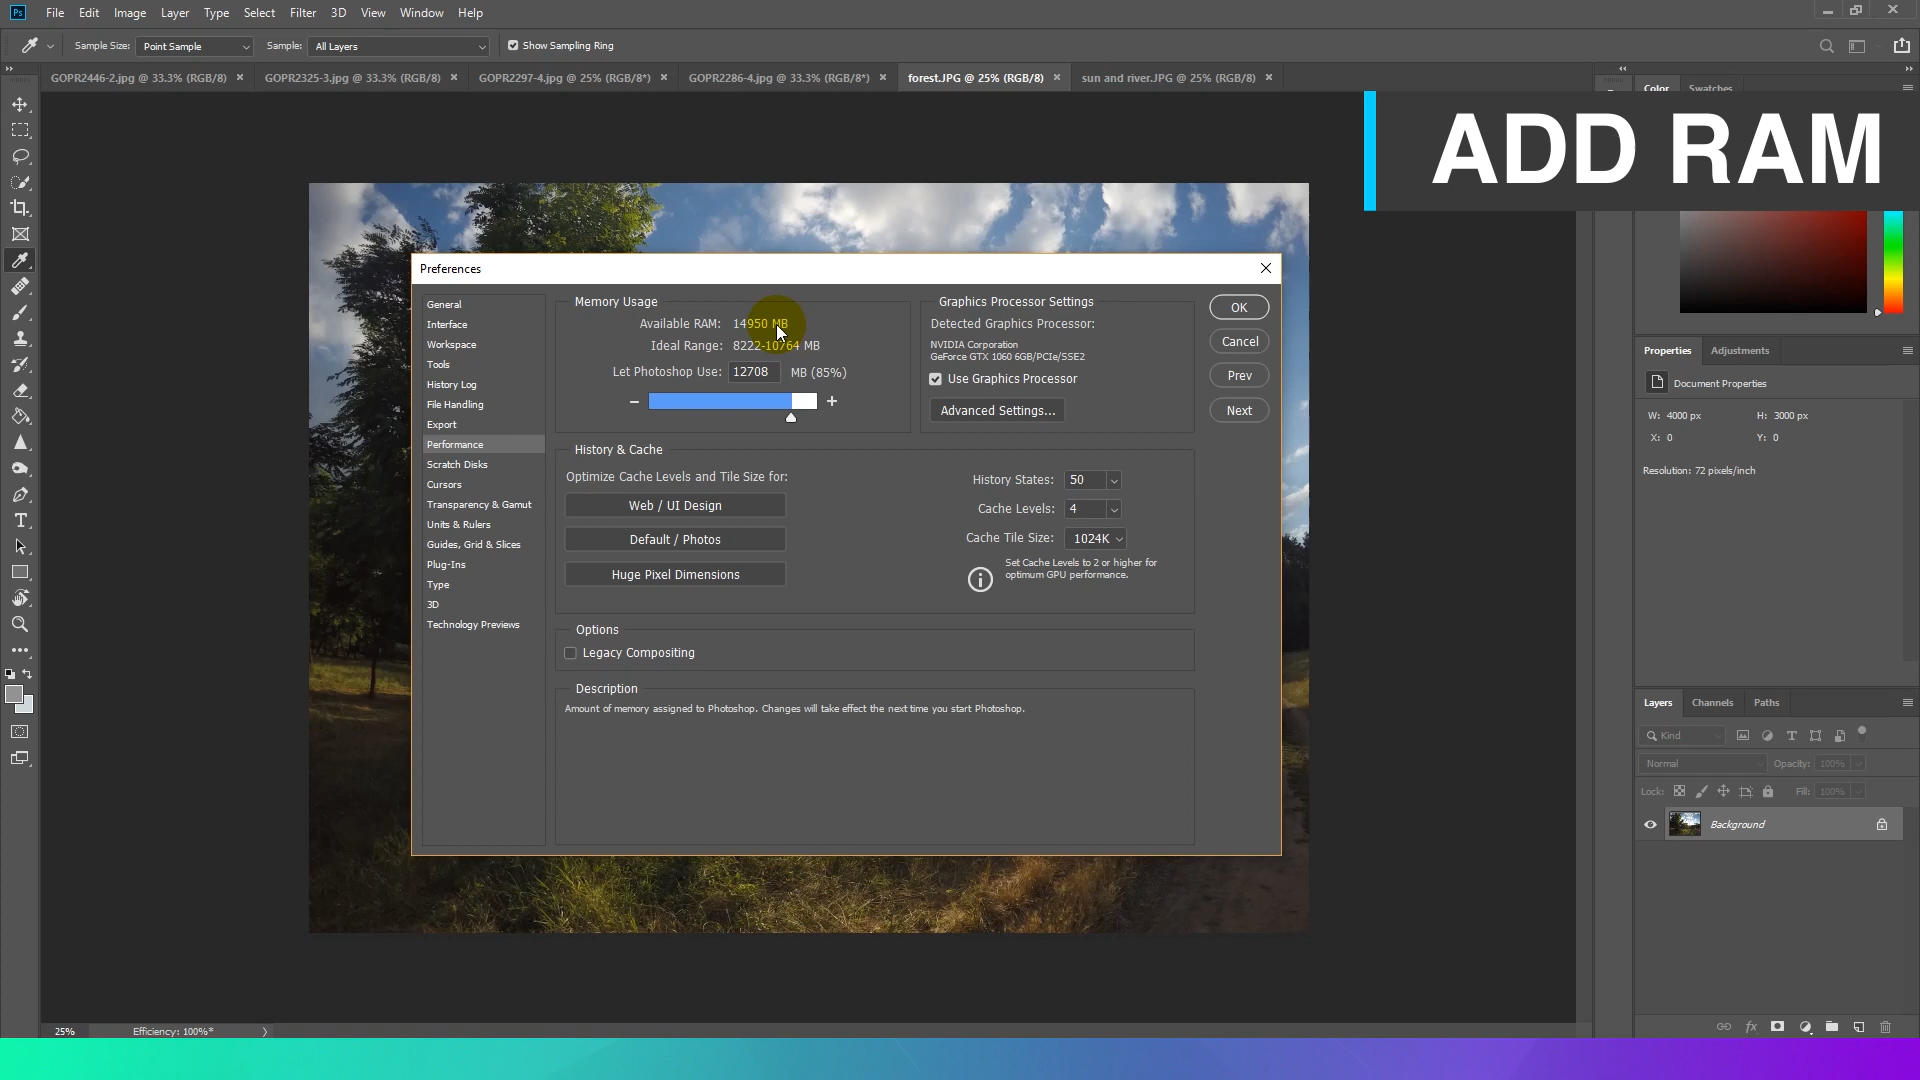 Ps File Edit Image Layer Type Select Filter 3D View Window Help
Sample Size: Point Sample Sample: All Layers Show Sampling Ring
GOPR2446-2.jpg @ 33.3% (RGB/8) × GOPR2325-3.jpg @ 33.3% (RGB/8) × GOPR2297-4.jpg @ 25% (RGB/8*) × GOPR2286-4.jpg @ 33.3% (RGB/8*) × forest.JPG @ 25% (RGB/8) × sun and river.JPG @ 25% (RGB/8) ×
Color Swatches
ADD RAM
Preferences
General
Interface
Workspace
Tools
History Log
File Handling
Export
Performance
Scratch Disks
Cursors
Transparency & Gamut
Units & Rulers
Guides, Grid & Slices
Plug-Ins
Type
3D
Technology Previews
Memory Usage
Available RAM: 14950 MB
Ideal Range: 8222-10764 MB
Let Photoshop Use: 12708 MB (85%)
Graphics Processor Settings
Detected Graphics Processor:
NVIDIA Corporation
GeForce GTX 1060 6GB/PCIe/SSE2
Use Graphics Processor
Advanced Settings...
OK
Cancel
Prev
Next
History & Cache
Optimize Cache Levels and Tile Size for:
Web / UI Design
Default / Photos
Huge Pixel Dimensions
History States: 50
Cache Levels: 4
Cache Tile Size: 1024K
Set Cache Levels to 2 or higher for
optimum GPU performance.
Options
Legacy Compositing
Description
Amount of memory assigned to Photoshop. Changes will take effect the next time you start Photoshop.
Properties Adjustments
Document Properties
W: 4000 px H: 3000 px
X: 0 Y: 0
Resolution: 72 pixels/inch
Layers Channels Paths
Kind
Normal Opacity: 100%
Lock: Fill: 100%
Background
fx
25% Efficiency: 100%*